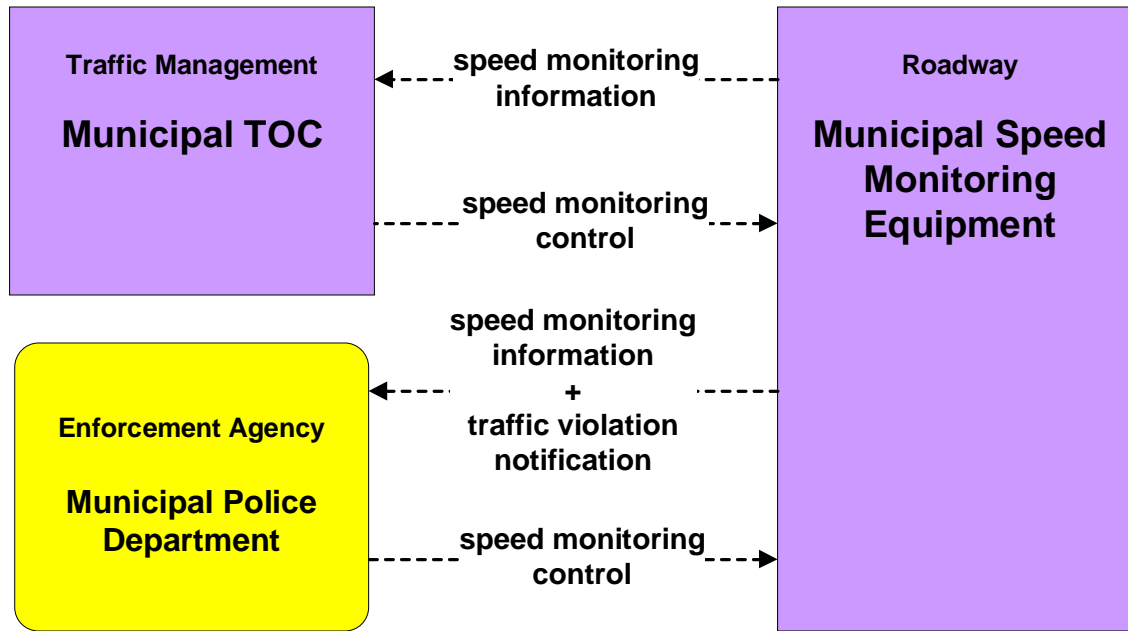 Traffic Management
Municipal TOC
speed monitoring
information
Roadway
Municipal Speed
Monitoring
Equipment
speed monitoring
control
speed monitoring
information
+
traffic violation
notification
Enforcement Agency
Municipal Police
Department
speed monitoring
control